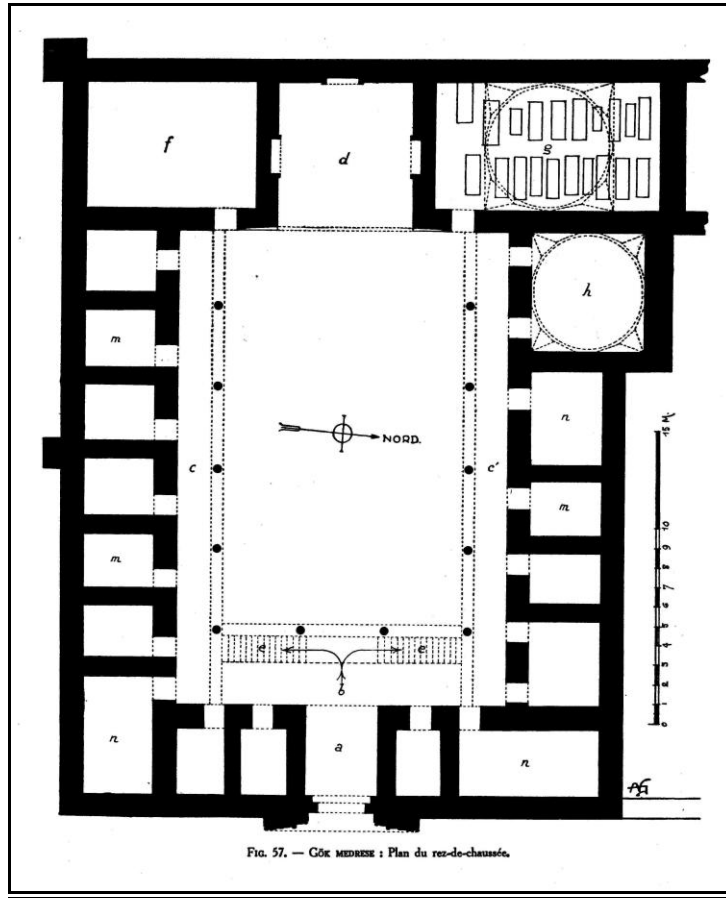 f
d
g
h
m
n
NORD.
15 M.
c
c'
m
10
9
8
7
m
6
5
4
e
e
3
b
2
1
0
n
a
n
AG
FIG. 57. — GÖK MEDRESE : Plan du rez-de-chaussée.